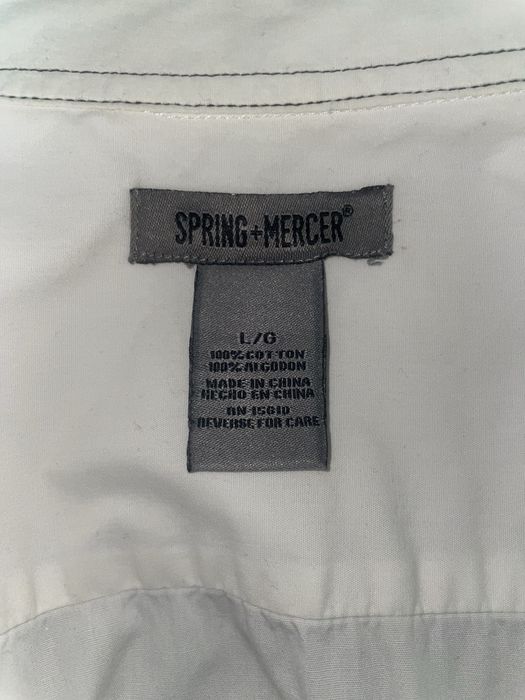 SPRING+MERCER®
L/G
100% COTTON
100% ALGODON
MADE IN CHINA
HECHO EN CHINA
RN 15810
REVERSE FOR CARE